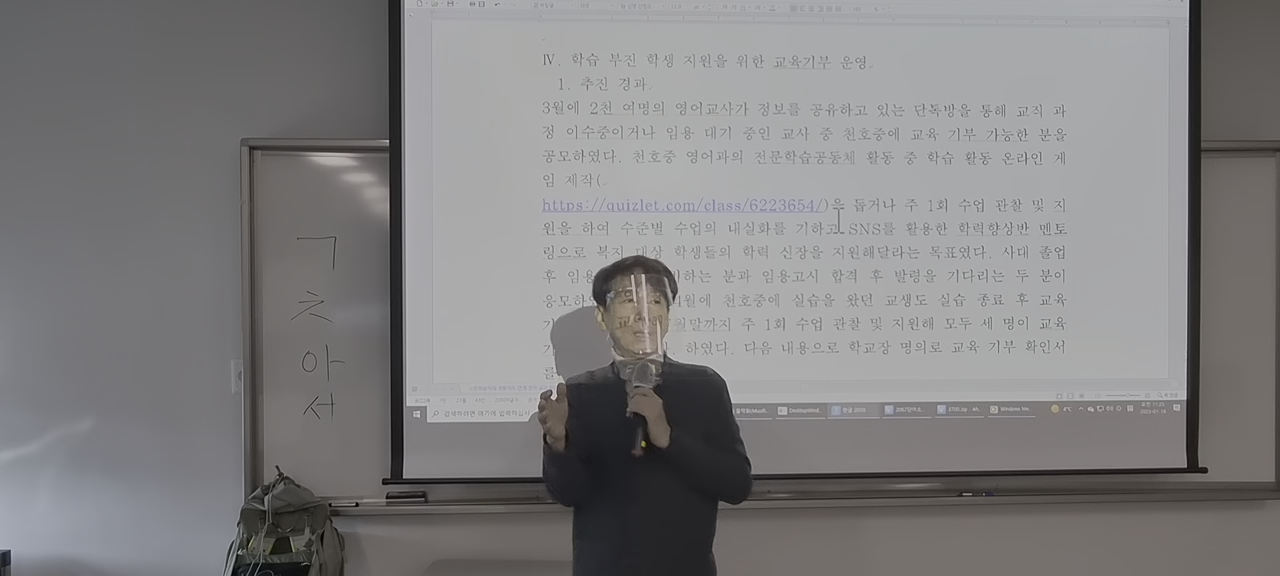 Ⅳ. 학습 부진 학생 지원을 위한 교육기부 운영
1. 추진 경과.
3월에 2천 여명의 영어교사가 정보를 공유하고 있는 단톡방을 통해 교직 과
정 이수중이거나 임용 대기 중인 교사 중 천호중에 교육 기부 가능한 분을
공모하였다. 천호중 영어과의 전문학습공동체 활동 중 학습 활동 온라인 게
임 제작(
https://quizlet.com/class/6223654/)을 돕거나 주 1회 수업 관찰 및 지
원을 하여 수준별 수업의 내실화를 기하고 SNS를 활용한 학력향상반 멘토
링으로 복지 대상 학생들의 학력 신장을 지원해달라는 목표였다. 사대 졸업
후 하는 분과 임용고시 합격 후 발령을 기다리는 두 분이
천호중에 실습을 왔던 교생도 실습 종료 후 교육
주 1회 수업 관찰 및 지원해 모두 세 명이 교육
하였다. 다음 내용으로 학교장 명의로 교육 기부 확인서
ㄱ
ㅊ
아
서